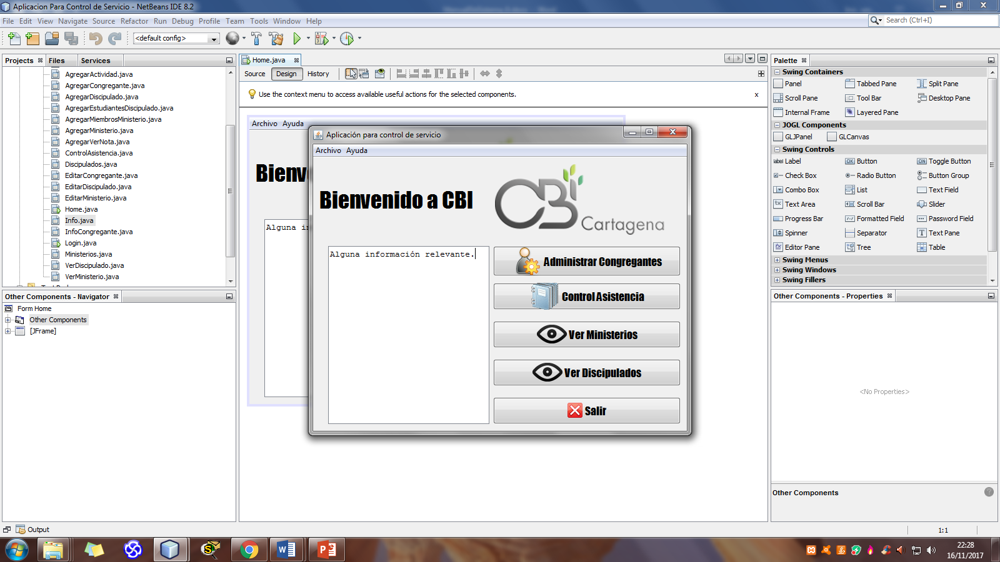 Aplicacion Para Control de Servicio - NetBeans IDE 8.2
File Edit View Navigate Source Refactor Run Debug Profile Team Tools Window Help
Search (Ctrl+I)
<default config>
Projects Files Services
AgregarActividad.java
AgregarCongregante.java
AgregarDiscipulado.java
AgregarEstudiantesDiscipulado.java
AgregarMiembrosMinisterio.java
AgregarMinisterio.java
AgregarVerNota.java
ControlAsistencia.java
Discipulados.java
EditarCongregante.java
EditarDiscipulado.java
EditarMinisterio.java
Home.java
Info.java
InfoCongregante.java
Login.java
Ministerios.java
VerDiscipulado.java
VerMinisterio.java
Other Components - Navigator
Form Home
Other Components
[JFrame]
Home.java
Source Design History
Use the context menu to access available useful actions for the selected components.
x
Archivo Ayuda
Bienve
Alguna in
Aplicación para control de servicio
Archivo Ayuda
Bienvenido a CBI
CBi
Cartagena
Alguna información relevante.
Administrar Congregantes
Control Asistencia
Ver Ministerios
Ver Discipulados
Salir
Palette
Swing Containers
Panel Tabbed Pane Split Pane
Scroll Pane Tool Bar Desktop Pane
Internal Frame Layered Pane
JOGL Components
GLJPanel GLCanvas
Swing Controls
Label Button Toggle Button
Check Box Radio Button Button Group
Combo Box List Text Field
Text Area Scroll Bar Slider
Progress Bar Formatted Field Password Field
Spinner Separator Text Pane
Editor Pane Tree Table
Swing Menus
Swing Windows
Swing Fillers
Other Components - Properties
<No Properties>
Other Components
Output
1:1
22:28
16/11/2017